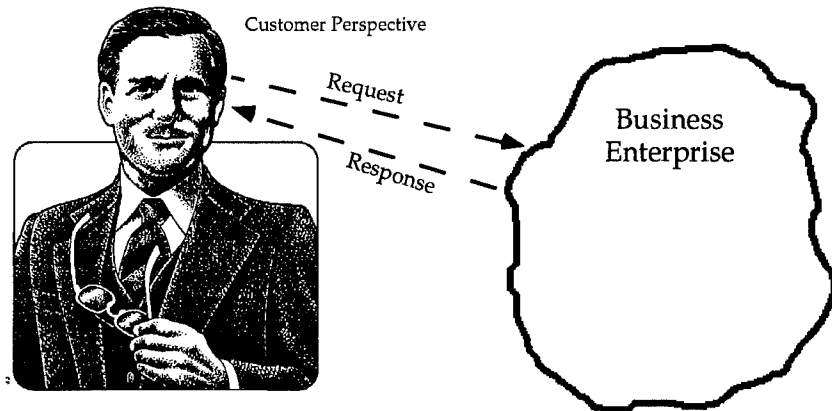 Customer Perspective
Request
Response
Business
Enterprise